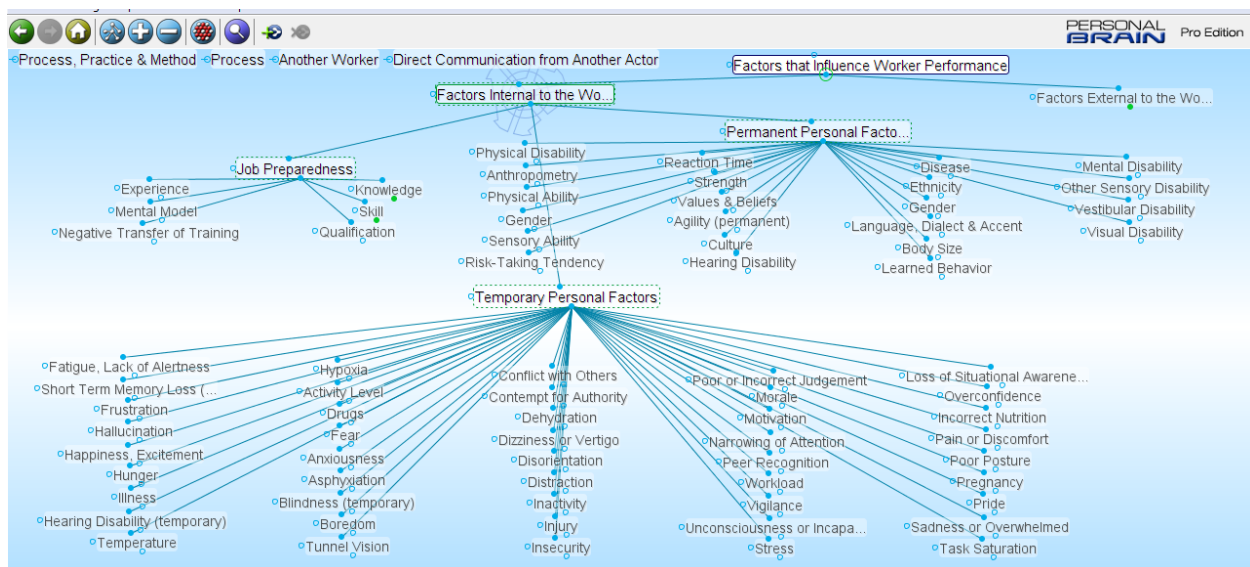 PERSONAL
BRAIN Pro Edition
Process, Practice & Method Process Another Worker Direct Communication from Another Actor
Factors that Influence Worker Performance
Factors Internal to the Wo...
Factors External to the Wo...
Permanent Personal Facto...
Job Preparedness
Experience
Mental Model
Negative Transfer of Training
Knowledge
Skill
Qualification
Physical Disability
Anthropometry
Physical Ability
Gender
Sensory Ability
Risk-Taking Tendency
Reaction Time
Strength
Values & Beliefs
Agility (permanent)
Culture
Hearing Disability
Disease
Ethnicity
Gender
Language, Dialect & Accent
Body Size
Learned Behavior
Mental Disability
Other Sensory Disability
Vestibular Disability
Visual Disability
Temporary Personal Factors
Fatigue, Lack of Alertness
Short Term Memory Loss (...
Frustration
Hallucination
Happiness, Excitement
Hunger
Illness
Hearing Disability (temporary)
Temperature
Hypoxia
Activity Level
Drugs
Fear
Anxiousness
Asphyxiation
Blindness (temporary)
Boredom
Tunnel Vision
Conflict with Others
Contempt for Authority
Dehydration
Dizziness or Vertigo
Disorientation
Distraction
Inactivity
Injury
Insecurity
Poor or Incorrect Judgement
Morale
Motivation
Narrowing of Attention
Peer Recognition
Workload
Vigilance
Unconsciousness or Incapa...
Stress
Loss of Situational Awarene...
Overconfidence
Incorrect Nutrition
Pain or Discomfort
Poor Posture
Pregnancy
Pride
Sadness or Overwhelmed
Task Saturation